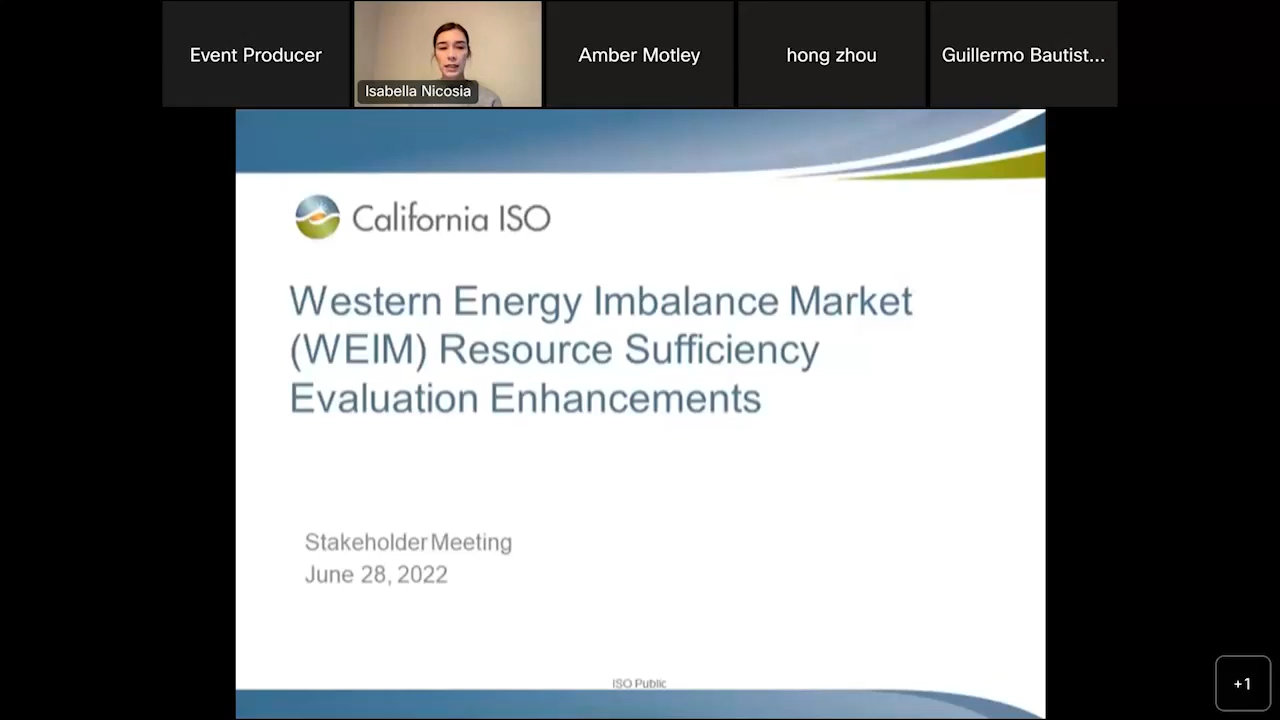 Event Producer
Isabella Nicosia
Amber Motley
hong zhou
Guillermo Bautist...
California ISO
Western Energy Imbalance Market
(WEIM) Resource Sufficiency
Evaluation Enhancements
Stakeholder Meeting
June 28, 2022
ISO Public
+1